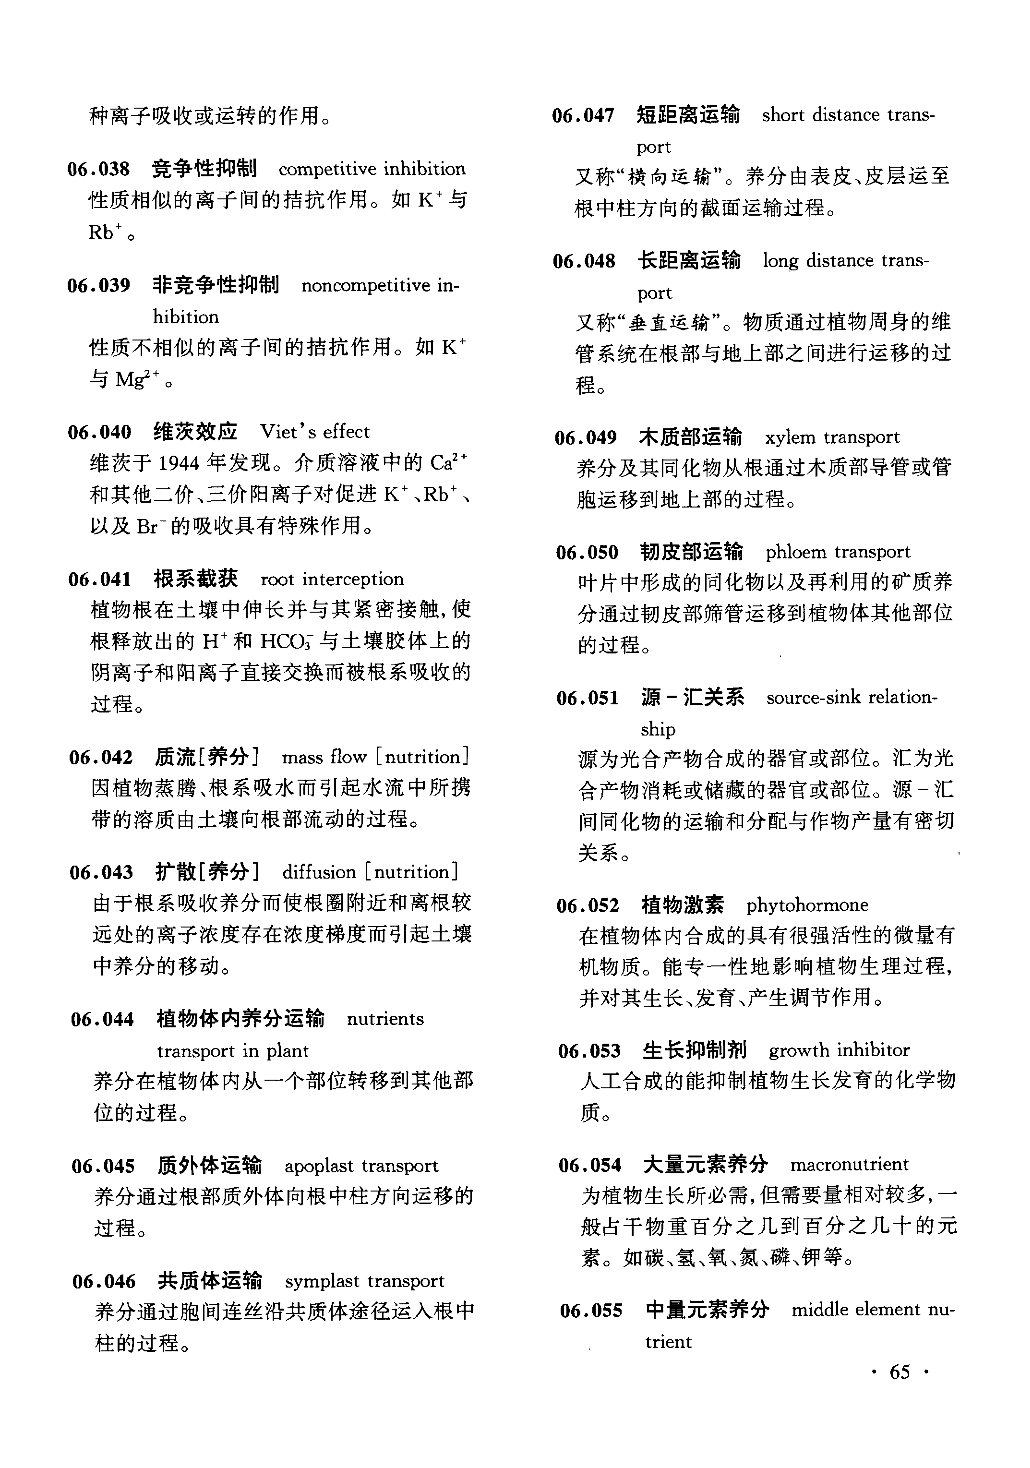 种离子吸收或运转的作用。
06.038 竞争性抑制 competitive inhibition
性质相似的离子间的拮抗作用。如 K⁺与
Rb⁺。
06.039 非竞争性抑制 noncompetitive in-
hibition
性质不相似的离子间的拮抗作用。如 K⁺
与 Mg²⁺。
06.040 维茨效应 Viet's effect
维茨于 1944 年发现。介质溶液中的 Ca²⁺
和其他二价、三价阳离子对促进 K⁺、Rb⁺、
以及 Br⁻的吸收具有特殊作用。
06.041 根系截获 root interception
植物根在土壤中伸长并与其紧密接触,使
根释放出的 H⁺和 HCO₃⁻与土壤胶体上的
阴离子和阳离子直接交换而被根系吸收的
过程。
06.042 质流[养分] mass flow [nutrition]
因植物蒸腾、根系吸水而引起水流中所携
带的溶质由土壤向根部流动的过程。
06.043 扩散[养分] diffusion [nutrition]
由于根系吸收养分而使根圈附近和离根较
远处的离子浓度存在浓度梯度而引起土壤
中养分的移动。
06.044 植物体内养分运输 nutrients
transport in plant
养分在植物体内从一个部位转移到其他部
位的过程。
06.045 质外体运输 apoplast transport
养分通过根部质外体向根中柱方向运移的
过程。
06.046 共质体运输 symplast transport
养分通过胞间连丝沿共质体途径运入根中
柱的过程。
06.047 短距离运输 short distance trans-
port
又称“横向运输”。养分由表皮、皮层运至
根中柱方向的截面运输过程。
06.048 长距离运输 long distance trans-
port
又称“垂直运输”。物质通过植物周身的维
管系统在根部与地上部之间进行运移的过
程。
06.049 木质部运输 xylem transport
养分及其同化物从根通过木质部导管或管
胞运移到地上部的过程。
06.050 韧皮部运输 phloem transport
叶片中形成的同化物以及再利用的矿质养
分通过韧皮部筛管运移到植物体其他部位
的过程。
06.051 源－汇关系 source-sink relation-
ship
源为光合产物合成的器官或部位。汇为光
合产物消耗或储藏的器官或部位。源－汇
间同化物的运输和分配与作物产量有密切
关系。
06.052 植物激素 phytohormone
在植物体内合成的具有很强活性的微量有
机物质。能专一性地影响植物生理过程,
并对其生长、发育、产生调节作用。
06.053 生长抑制剂 growth inhibitor
人工合成的能抑制植物生长发育的化学物
质。
06.054 大量元素养分 macronutrient
为植物生长所必需,但需要量相对较多,一
般占干物重百分之几到百分之几十的元
素。如碳、氢、氧、氮、磷、钾等。
06.055 中量元素养分 middle element nu-
trient
· 65 ·